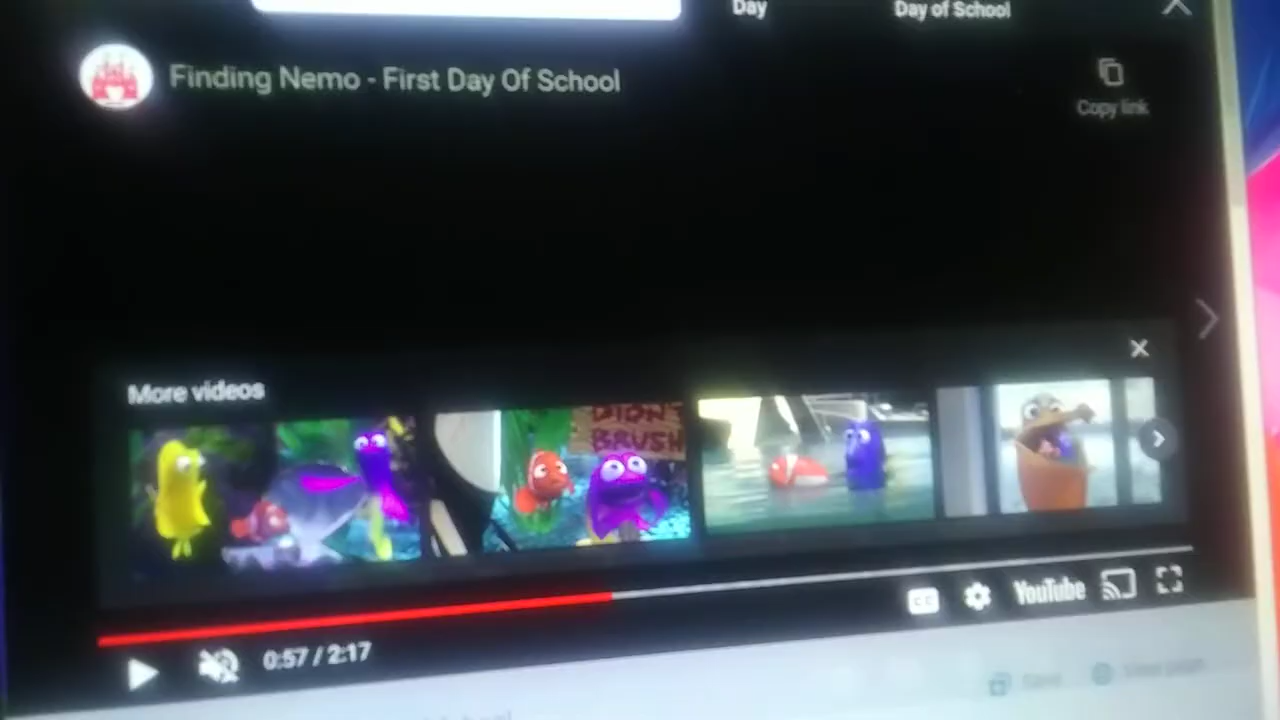 Day
Day of School
Finding Nemo - First Day Of School
Copy link
More videos
DIDN'T
BRUSH
CC
YouTube
0:57 / 2:17